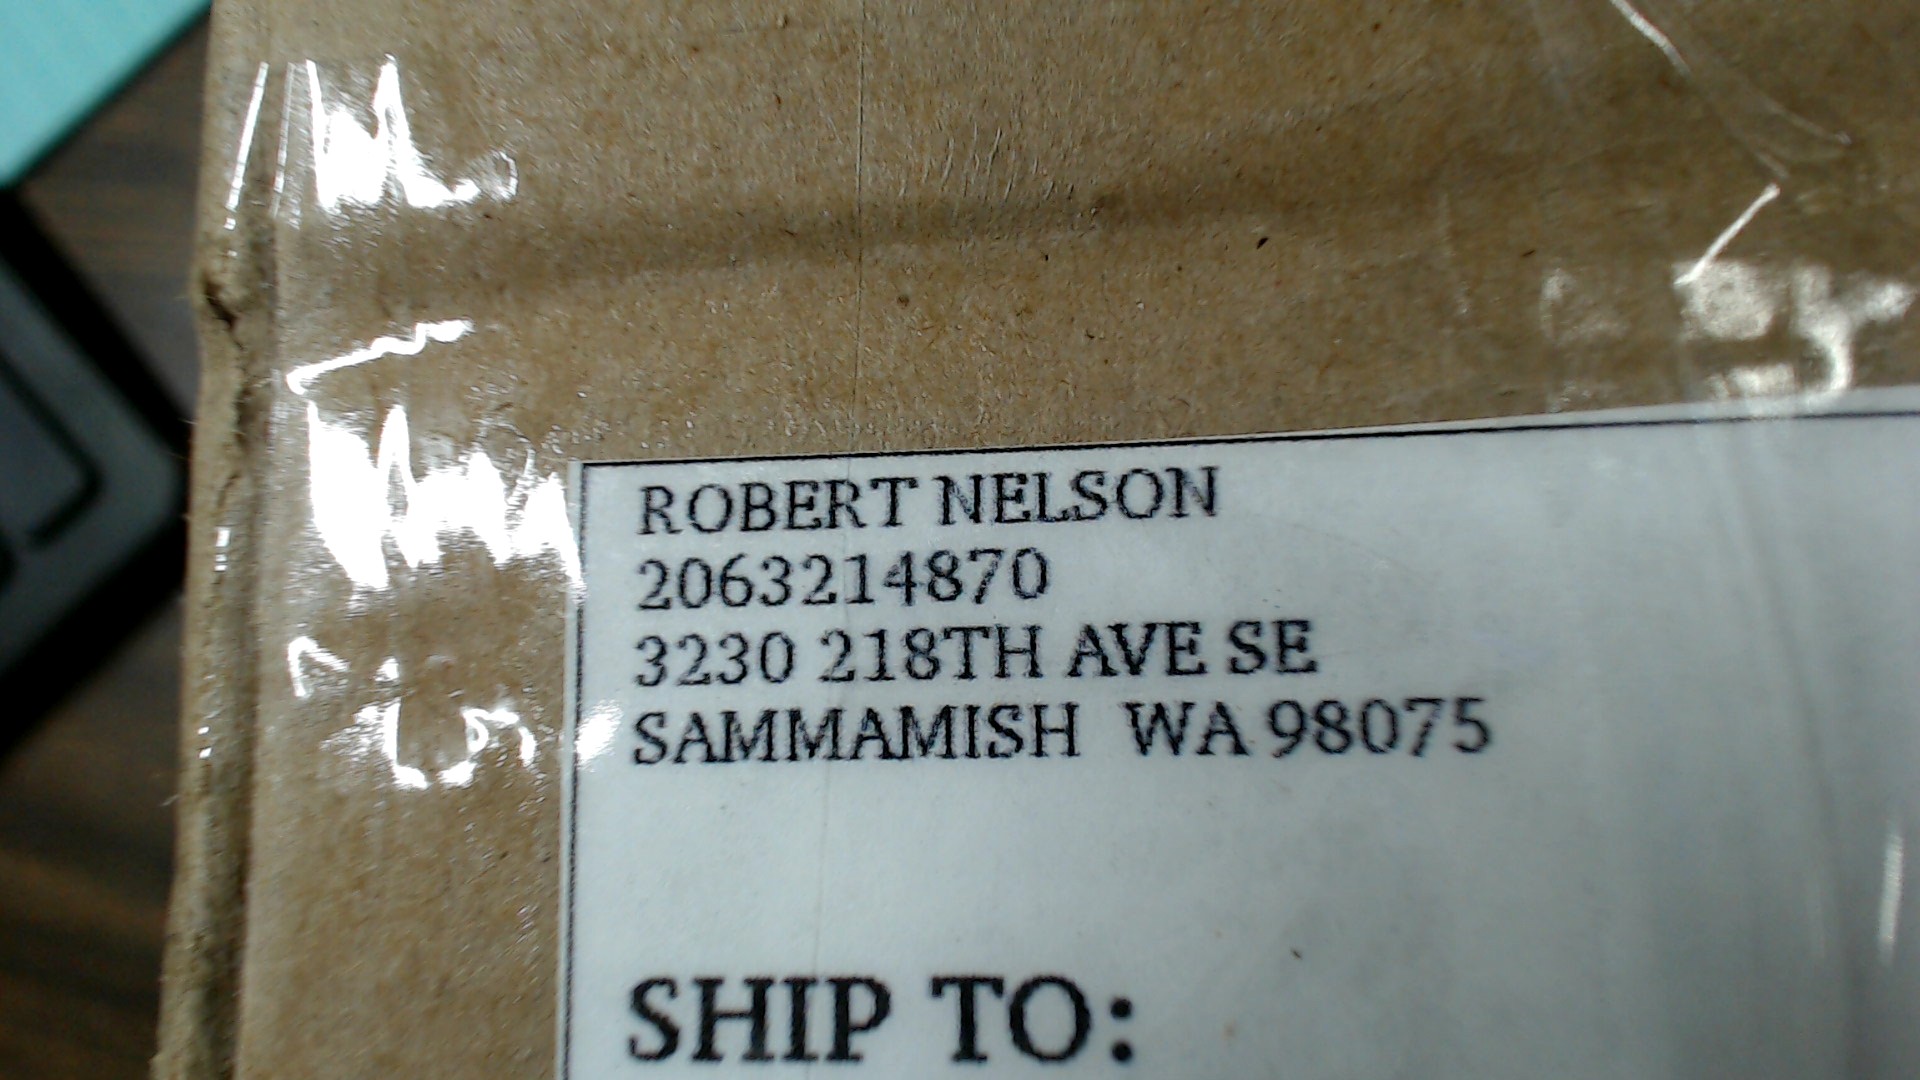 ROBERT NELSON
2063214870
3230 218TH AVE SE
SAMMAMISH WA 98075
SHIP TO: